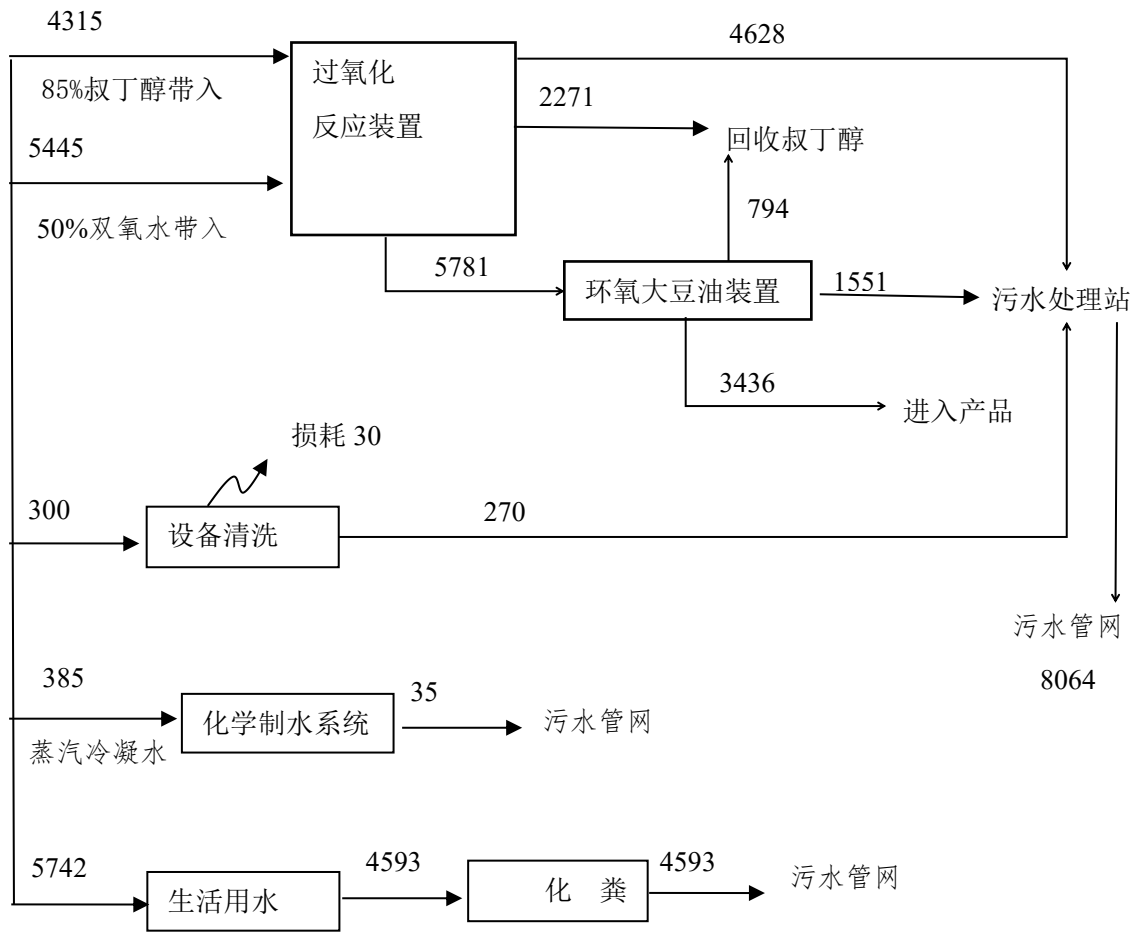 4315
4628
过氧化
反应装置
85%叔丁醇带入
2271
回收叔丁醇
5445
50%双氧水带入
794
5781
环氧大豆油装置
1551
污水处理站
3436
进入产品
损耗 30
300
设备清洗
270
污水管网
8064
385
化学制水系统
35
污水管网
蒸汽冷凝水
5742
生活用水
4593
化 粪
4593
污水管网